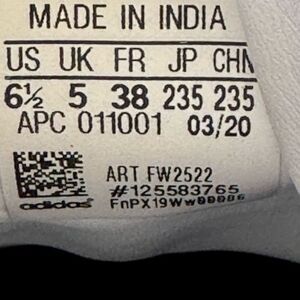 MADE IN INDIA
US UK FR JP CHN
6½ 5 38 235 235
APC 011001 03/20
ART FW2522
#125583765
adidas